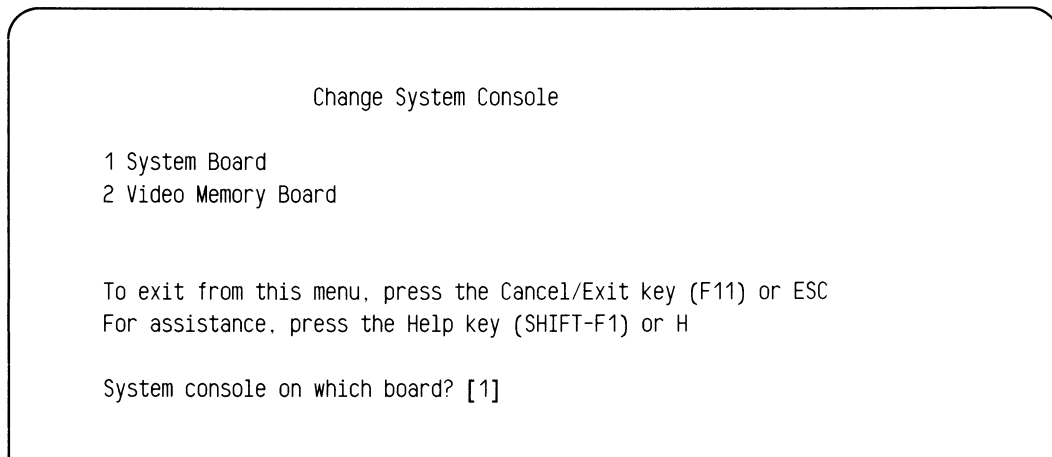 Change System Console
1 System Board
2 Video Memory Board
To exit from this menu, press the Cancel/Exit key (F11) or ESC
For assistance, press the Help key (SHIFT-F1) or H
System console on which board? [1]